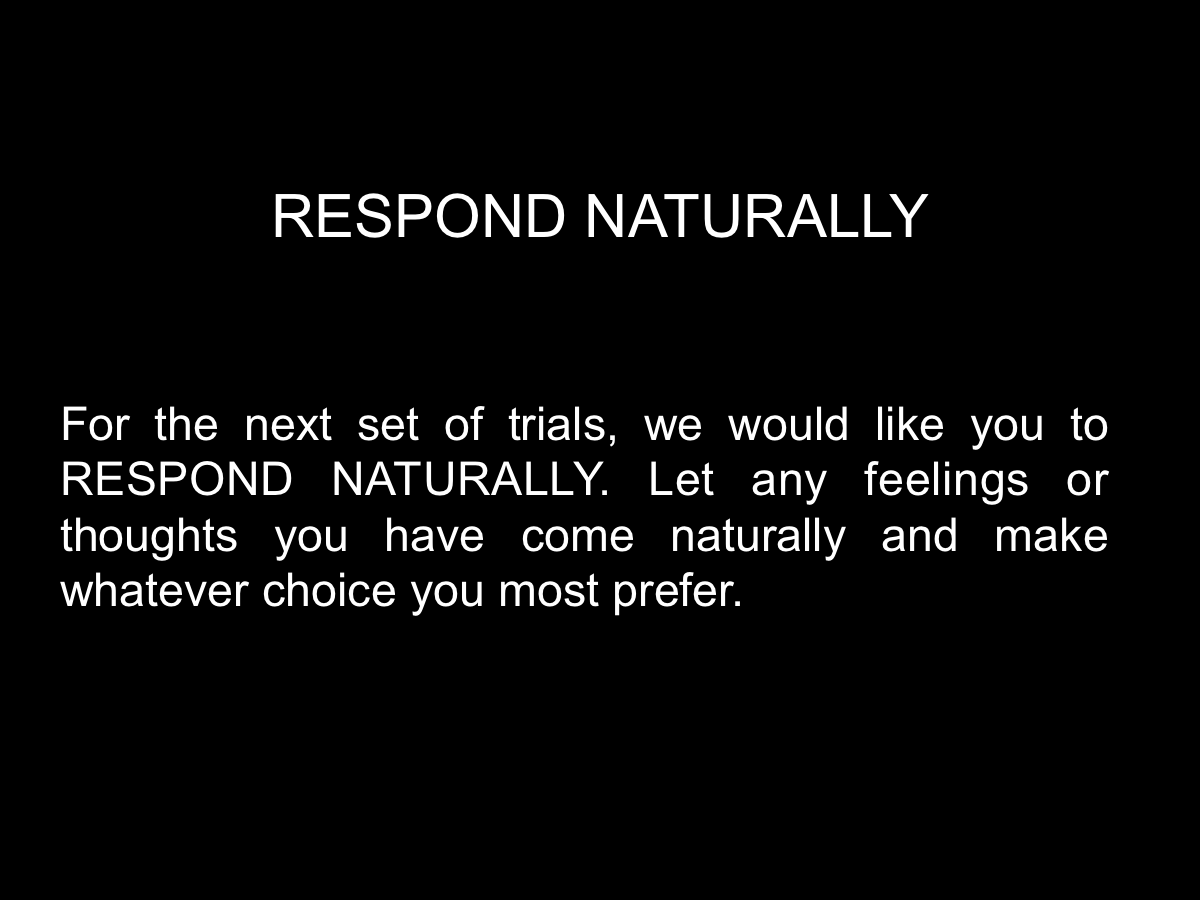 RESPOND NATURALLY
For the next set of trials, we would like you to
RESPOND NATURALLY. Let any feelings or
thoughts you have come naturally and make
whatever choice you most prefer.